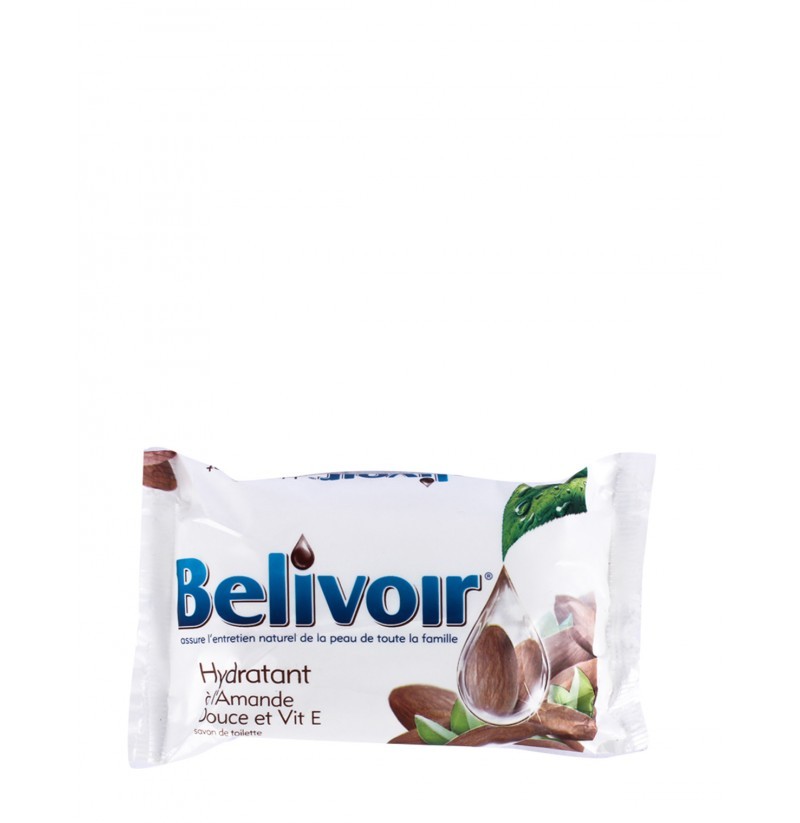 Belivoir®
assure l'entretien naturel de la peau de toute la famille
Hydratant
à l'Amande
Douce et Vit E
savon de toilette